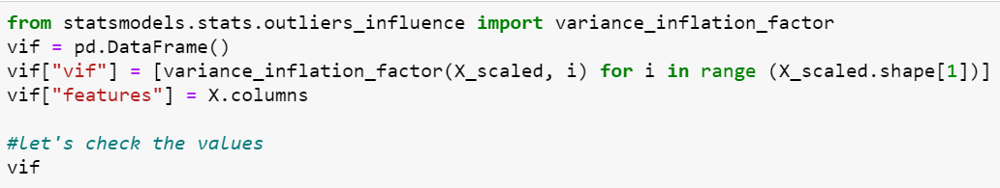 from statsmodels.stats.outliers_influence import variance_inflation_factor
vif = pd.DataFrame()
vif["vif"] = [variance_inflation_factor(X_scaled, i) for i in range (X_scaled.shape[1])]
vif["features"] = X.columns
#let's check the values
vif